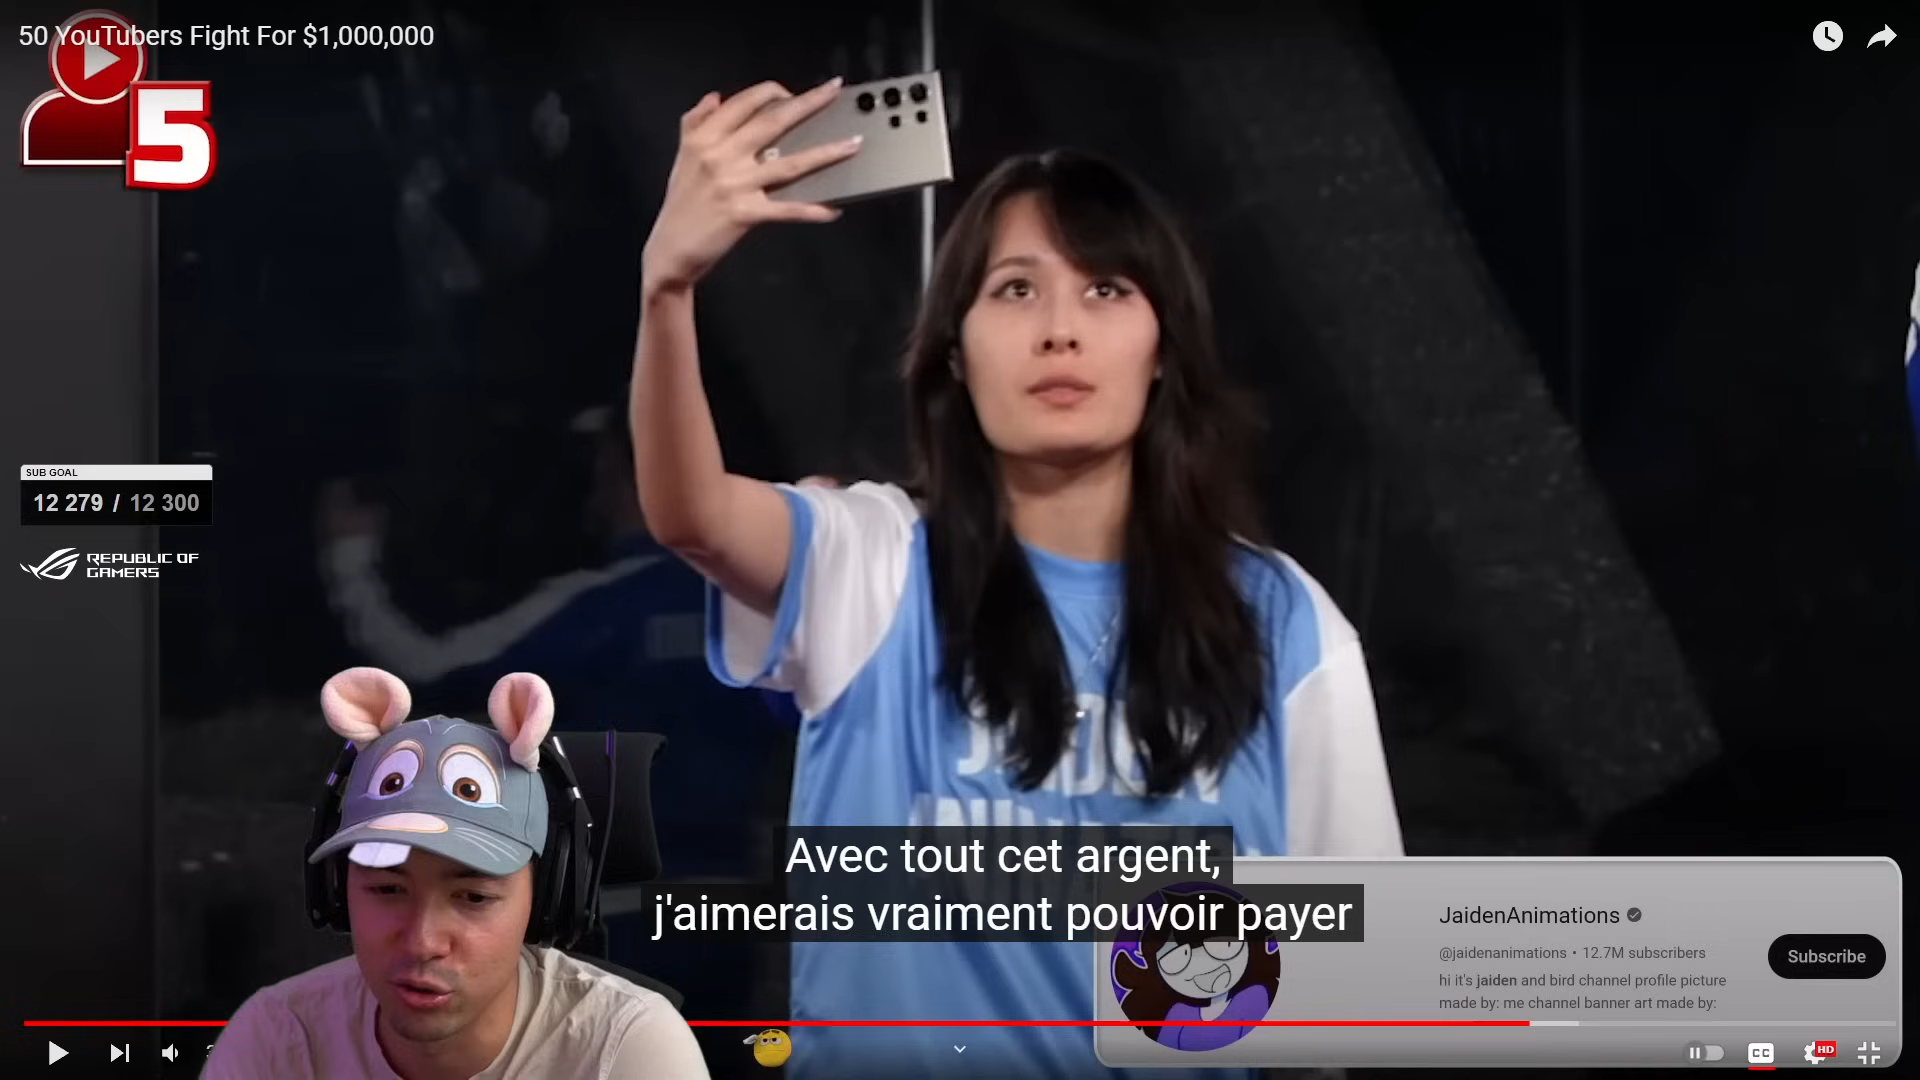 50 YouTubers Fight For $1,000,000
5
SUB GOAL
12 279 / 12 300
REPUBLIC OF
GAMERS
Avec tout cet argent,
j'aimerais vraiment pouvoir payer
JaidenAnimations
@jaidenanimations • 12.7M subscribers
hi it's jaiden and bird channel profile picture
made by: me channel banner art made by:
Subscribe
CC
HD